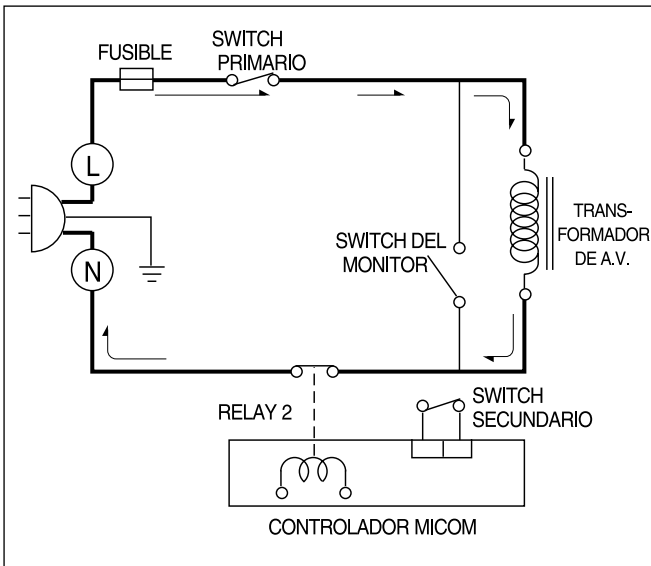 SWITCH
PRIMARIO
FUSIBLE
L
N
SWITCH DEL
MONITOR
TRANS-
FORMADOR
DE A.V.
RELAY 2
SWITCH
SECUNDARIO
CONTROLADOR MICOM